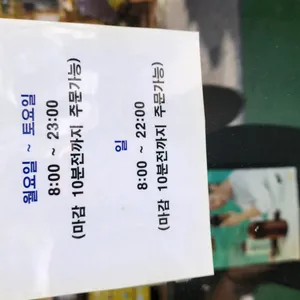 월요일 ~ 토요일
8:00 ~ 23:00
(마감 10분전까지 주문가능)
일
8:00 ~ 22:00
(마감 10분전까지 주문가능)